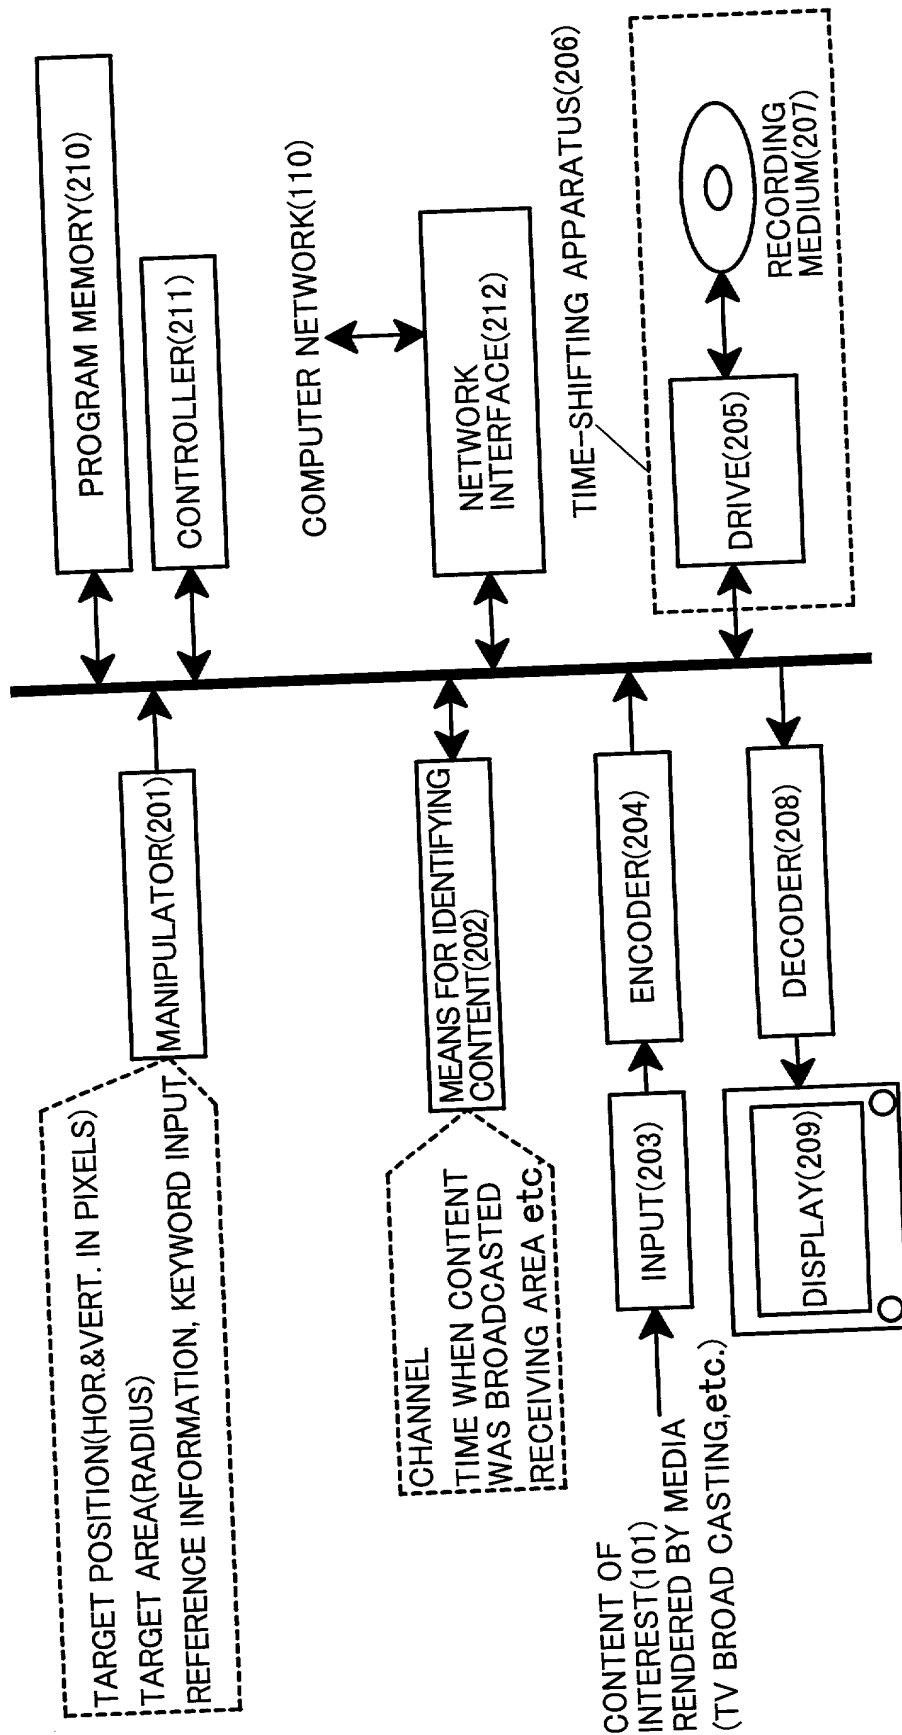 TARGET POSITION(HOR.&VERT. IN PIXELS)
TARGET AREA(RADIUS)
REFERENCE INFORMATION, KEYWORD INPUT
MANIPULATOR(201)
PROGRAM MEMORY(210)
CONTROLLER(211)
COMPUTER NETWORK(110)
CHANNEL
TIME WHEN CONTENT
WAS BROADCASTED
RECEIVING AREA etc.
MEANS FOR IDENTIFYING
CONTENT(202)
NETWORK
INTERFACE(212)
TIME-SHIFTING APPARATUS(206)
CONTENT OF
INTEREST(101)
RENDERED BY MEDIA
(TV BROAD CASTING,etc.)
INPUT(203)
ENCODER(204)
DRIVE(205)
RECORDING
MEDIUM(207)
DISPLAY(209)
DECODER(208)